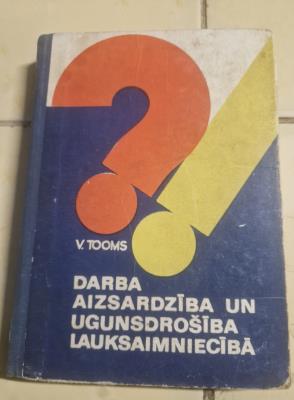 V. TOOMS
DARBA
AIZSARDZĪBA UN
UGUNSDROŠĪBA
LAUKSAIMNIECĪBĀ